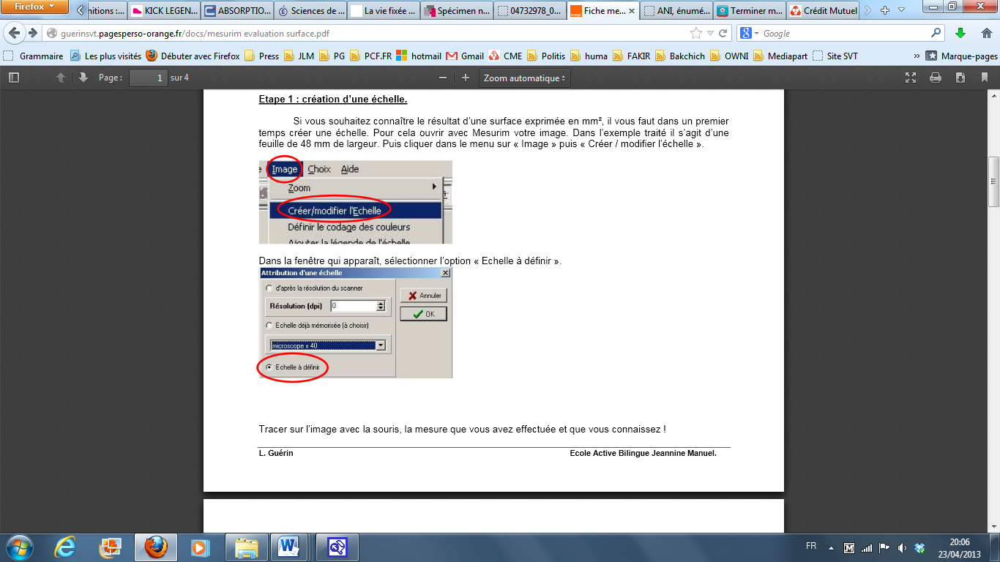 Firefox
nitions :...
KICK LEGEN...
ABSORPTIO...
Sciences de ...
La vie fixée ...
Spécimen n...
04732978_0...
Fiche me...
ANI, énumé...
Terminer m...
Crédit Mutuel
guerinsvt.pagesperso-orange.fr/docs/mesurim evaluation surface.pdf
Google
Grammaire Les plus visités Débuter avec Firefox Press JLM PG PCF.FR hotmail Gmail CME Politis huma FAKIR Bakchich OWNI Mediapart Site SVT » Marque-pages
Page : 1 sur 4 Zoom automatique
Etape 1 : création d'une échelle.
Si vous souhaitez connaître le résultat d'une surface exprimée en mm², il vous faut dans un premier
temps créer une échelle. Pour cela ouvrir avec Mesurim votre image. Dans l'exemple traité il s'agit d'une
feuille de 48 mm de largeur. Puis cliquer dans le menu sur « Image » puis « Créer / modifier l'échelle ».
e Image Choix Aide
Zoom
Créer/modifier l'Echelle
Définir le codage des couleurs
Ajouter la légende de l'échelle
Dans la fenêtre qui apparaît, sélectionner l'option « Echelle à définir ».
Attribution d'une échelle
d'après la résolution du scanner
Résolution (dpi) 0
Annuler
OK
Echelle déjà mémorisée (à choisir)
microscope x 40
Echelle à définir
Tracer sur l'image avec la souris, la mesure que vous avez effectuée et que vous connaissez !
L. Guérin Ecole Active Bilingue Jeannine Manuel.
FR
20:06
23/04/2013